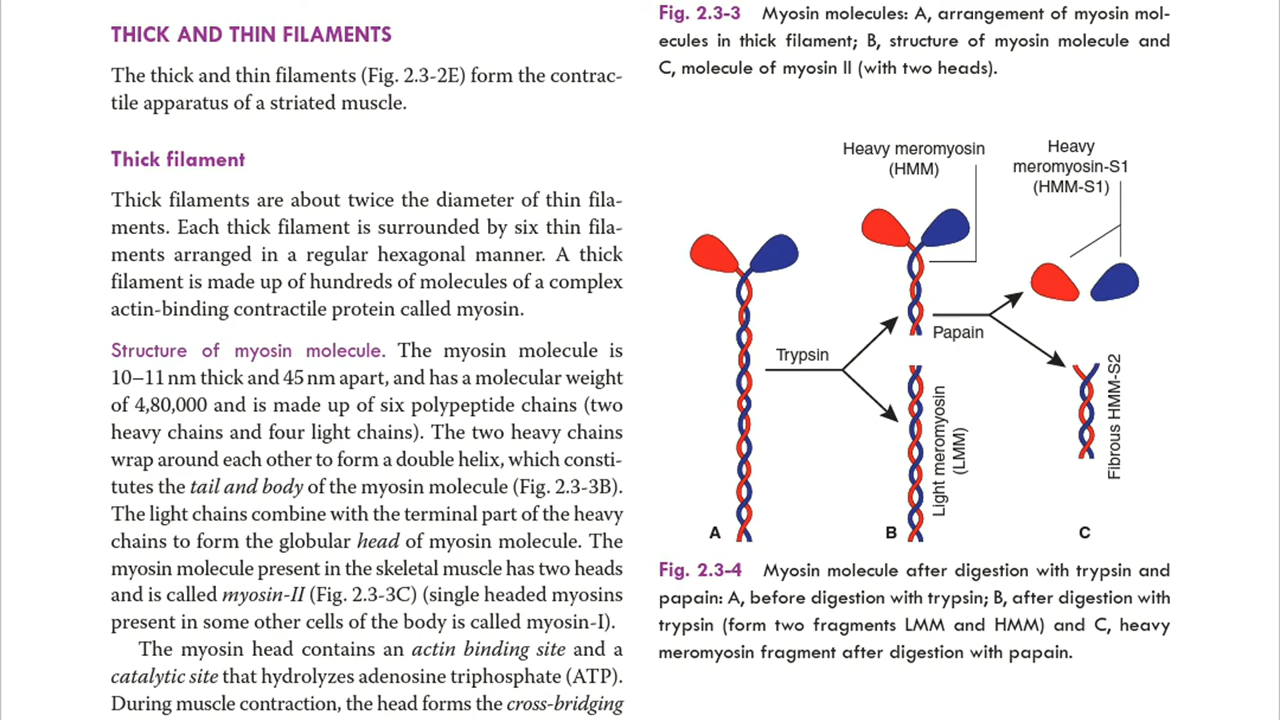 THICK AND THIN FILAMENTS
The thick and thin filaments (Fig. 2.3-2E) form the contrac-
tile apparatus of a striated muscle.
Thick filament
Thick filaments are about twice the diameter of thin fila-
ments. Each thick filament is surrounded by six thin fila-
ments arranged in a regular hexagonal manner. A thick
filament is made up of hundreds of molecules of a complex
actin-binding contractile protein called myosin.
Structure of myosin molecule. The myosin molecule is
10–11 nm thick and 45 nm apart, and has a molecular weight
of 4,80,000 and is made up of six polypeptide chains (two
heavy chains and four light chains). The two heavy chains
wrap around each other to form a double helix, which consti-
tutes the tail and body of the myosin molecule (Fig. 2.3-3B).
The light chains combine with the terminal part of the heavy
chains to form the globular head of myosin molecule. The
myosin molecule present in the skeletal muscle has two heads
and is called myosin-II (Fig. 2.3-3C) (single headed myosins
present in some other cells of the body is called myosin-I).
The myosin head contains an actin binding site and a
catalytic site that hydrolyzes adenosine triphosphate (ATP).
During muscle contraction, the head forms the cross-bridging
Fig. 2.3-3 Myosin molecules: A, arrangement of myosin mol-
ecules in thick filament; B, structure of myosin molecule and
C, molecule of myosin II (with two heads).
Heavy meromyosin
(HMM)
Heavy
meromyosin-S1
(HMM-S1)
Trypsin
Papain
Light meromyosin
(LMM)
Fibrous HMM-S2
A
B
C
Fig. 2.3-4 Myosin molecule after digestion with trypsin and
papain: A, before digestion with trypsin; B, after digestion with
trypsin (form two fragments LMM and HMM) and C, heavy
meromyosin fragment after digestion with papain.